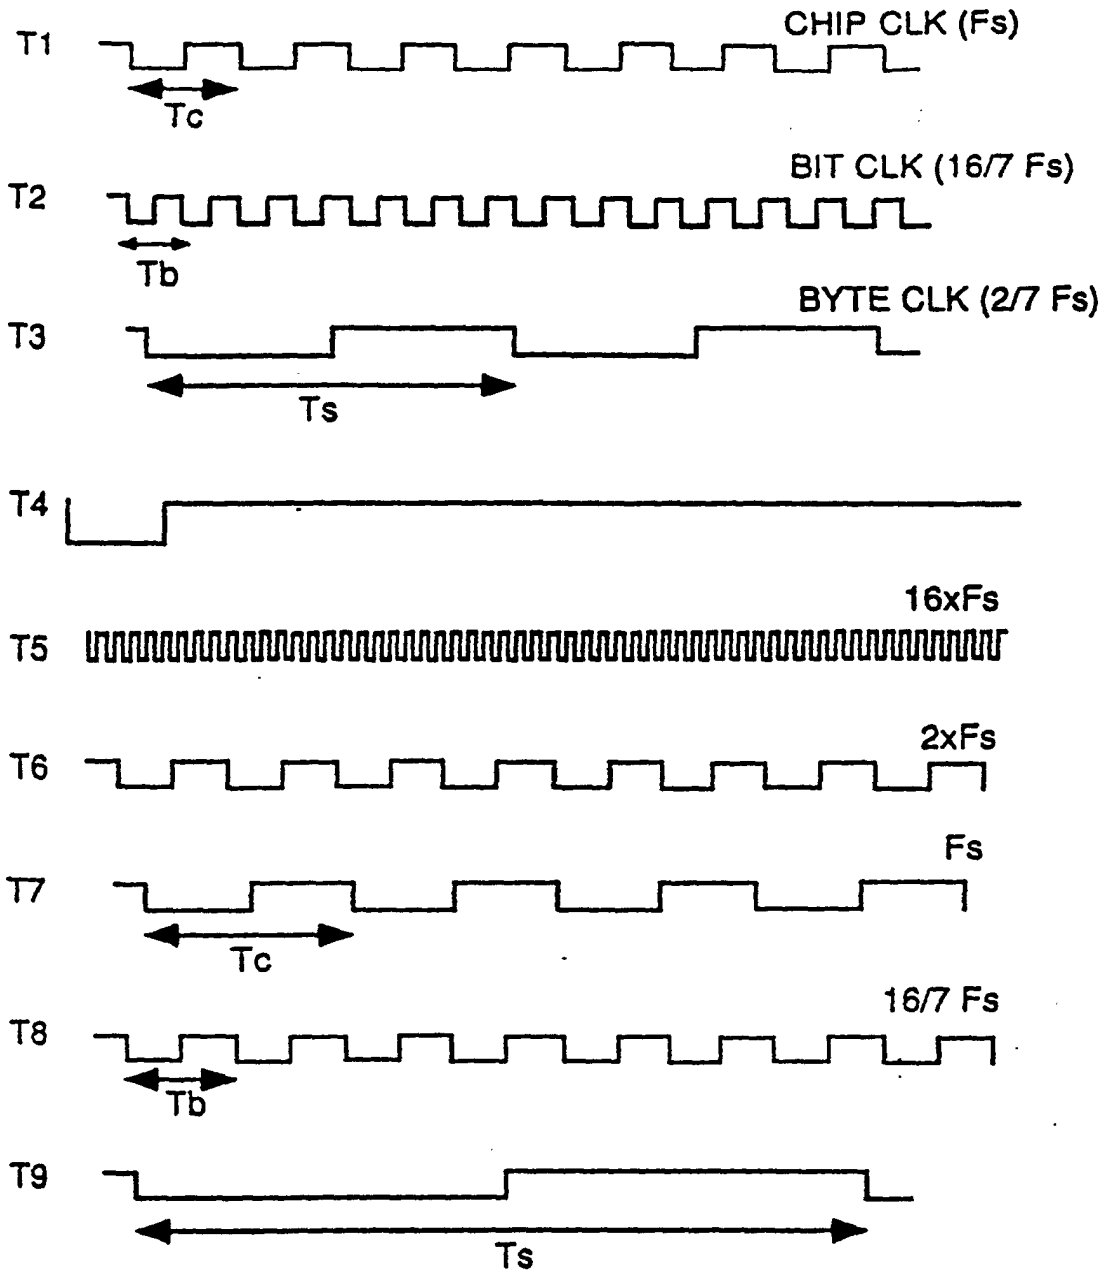 T1
CHIP CLK (Fs)
Tc
T2
BIT CLK (16/7 Fs)
Tb
T3
BYTE CLK (2/7 Fs)
Ts
T4
T5
16xFs
T6
2xFs
T7
Fs
Tc
T8
16/7 Fs
Tb
T9
Ts